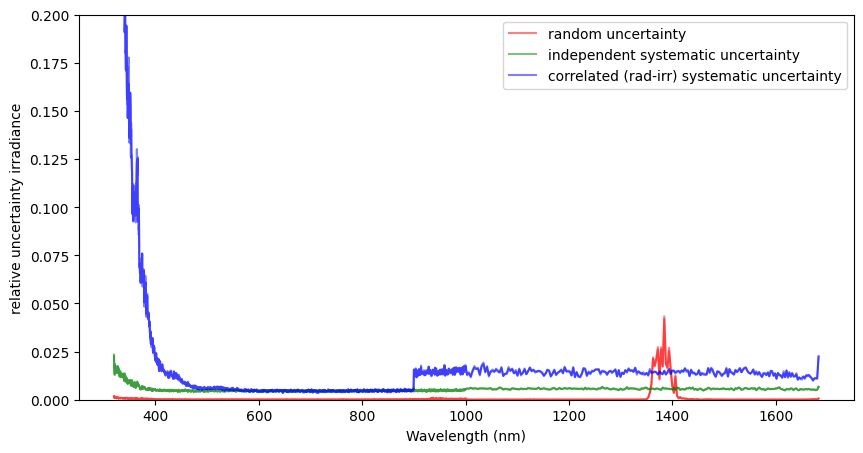 random uncertainty
independent systematic uncertainty
correlated (rad-irr) systematic uncertainty
relative uncertainty irradiance
0.200
0.175
0.150
0.125
0.100
0.075
0.050
0.025
0.000
400 600 800 1000 1200 1400 1600
Wavelength (nm)